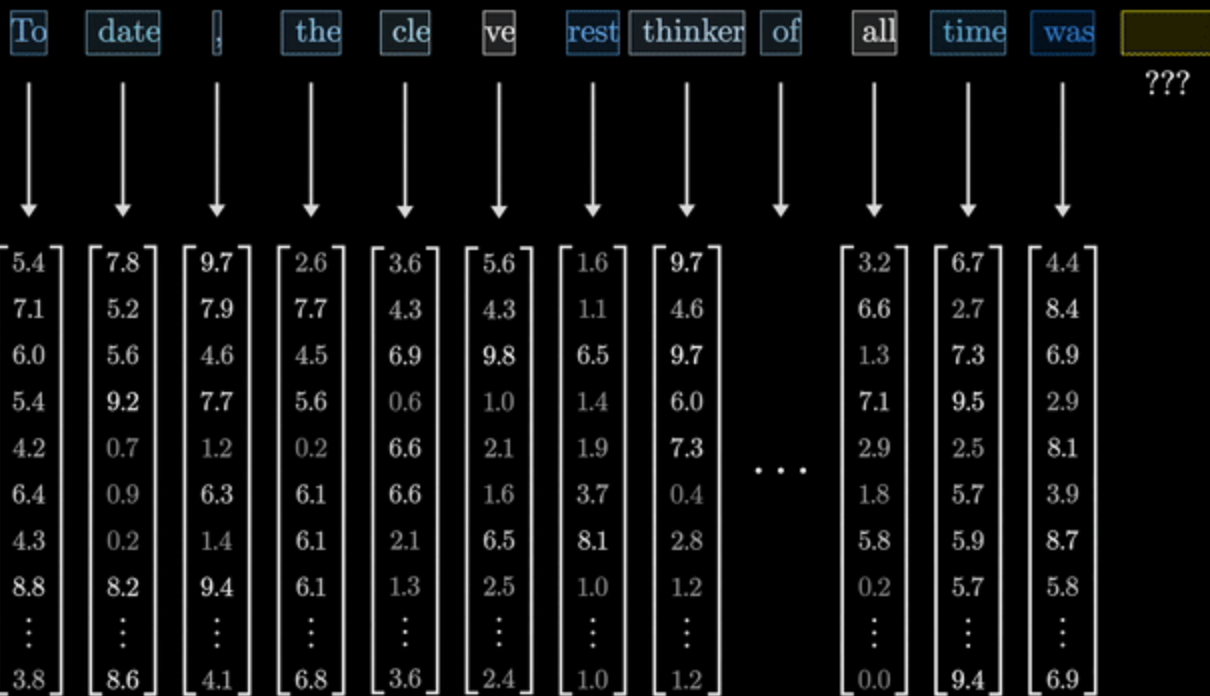 To date , the cle ve rest thinker of all time was
???
5.4 7.8 9.7 2.6 3.6 5.6 1.6 9.7 3.2 6.7 4.4
7.1 5.2 7.9 7.7 4.3 4.3 1.1 4.6 6.6 2.7 8.4
6.0 5.6 4.6 4.5 6.9 9.8 6.5 9.7 1.3 7.3 6.9
5.4 9.2 7.7 5.6 0.6 1.0 1.4 6.0 7.1 9.5 2.9
4.2 0.7 1.2 0.2 6.6 2.1 1.9 7.3 ... 2.9 2.5 8.1
6.4 0.9 6.3 6.1 6.6 1.6 3.7 0.4 1.8 5.7 3.9
4.3 0.2 1.4 6.1 2.1 6.5 8.1 2.8 5.8 5.9 8.7
8.8 8.2 9.4 6.1 1.3 2.5 1.0 1.2 0.2 5.7 5.8
⋮ ⋮ ⋮ ⋮ ⋮ ⋮ ⋮ ⋮ ⋮ ⋮ ⋮
3.8 8.6 4.1 6.8 3.6 2.4 1.0 1.2 0.0 9.4 6.9